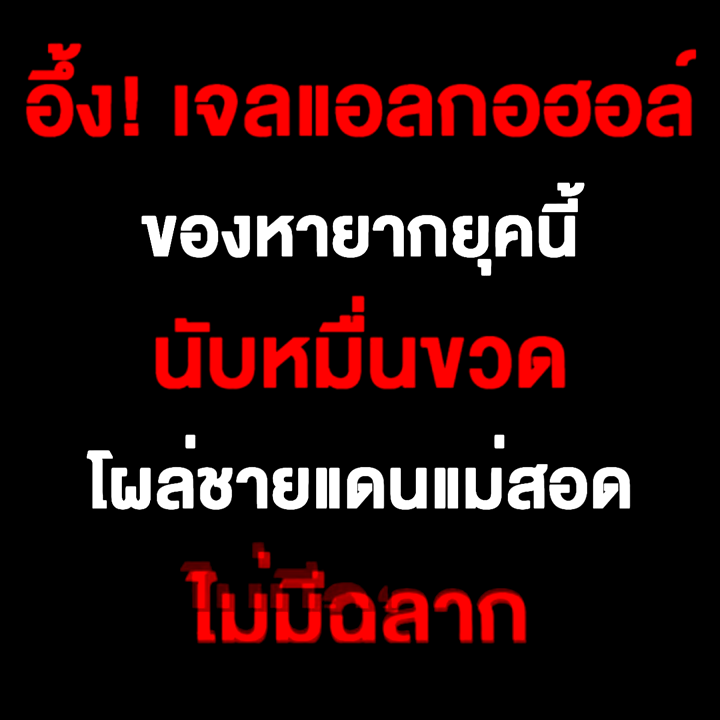 อึ้ง! เจลแอลกอฮอล์
ของหายากยุคนี้
นับหมื่นขวด
โผล่ชายแดนแม่สอด
ไม่มีฉลาก